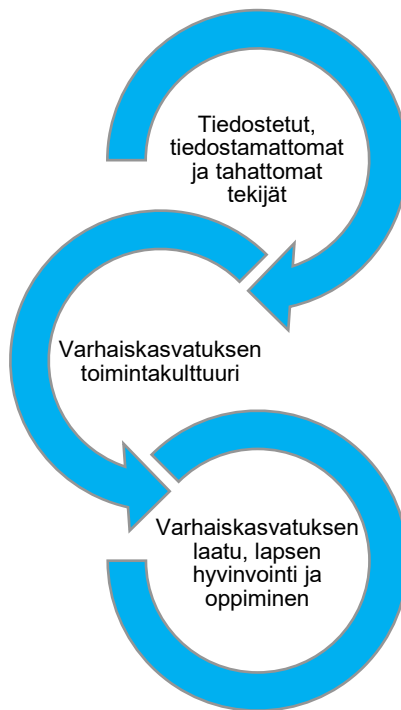 Tiedostetut,
tiedostamattomat
ja tahattomat
tekijät
Varhaiskasvatuksen
toimintakulttuuri
Varhaiskasvatuksen
laatu, lapsen
hyvinvointi ja
oppiminen